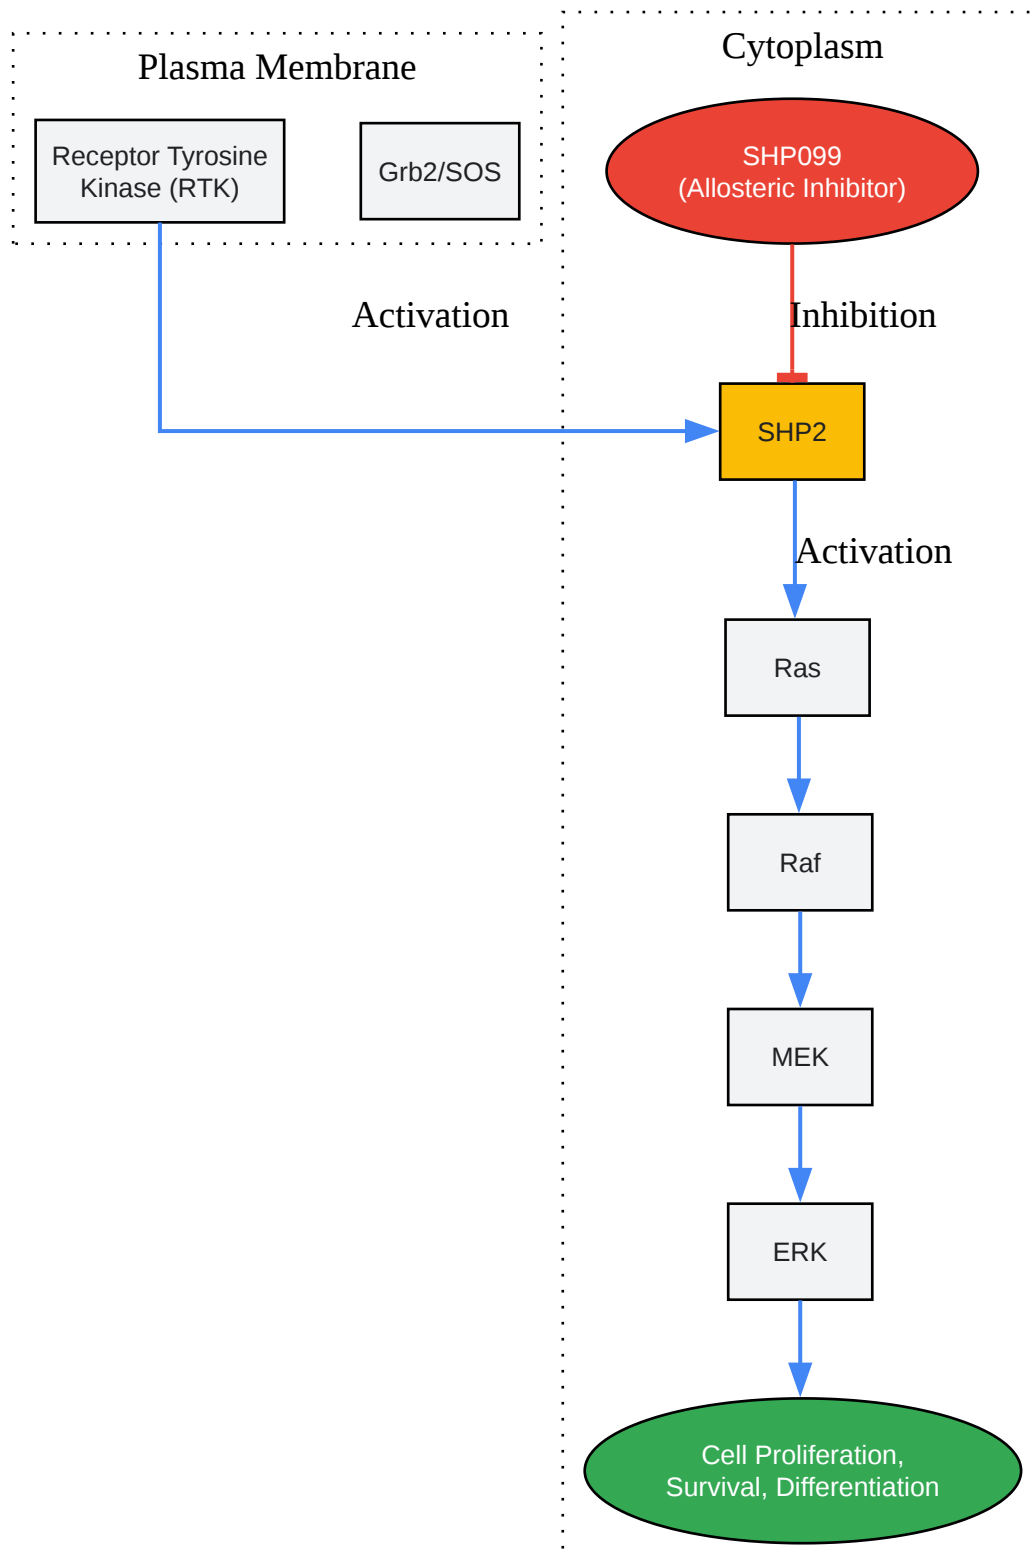 Plasma Membrane
Receptor Tyrosine
Kinase (RTK)
Grb2/SOS
Cytoplasm
SHP099
(Allosteric Inhibitor)
Activation
Inhibition
SHP2
Activation
Ras
Raf
MEK
ERK
Cell Proliferation,
Survival, Differentiation